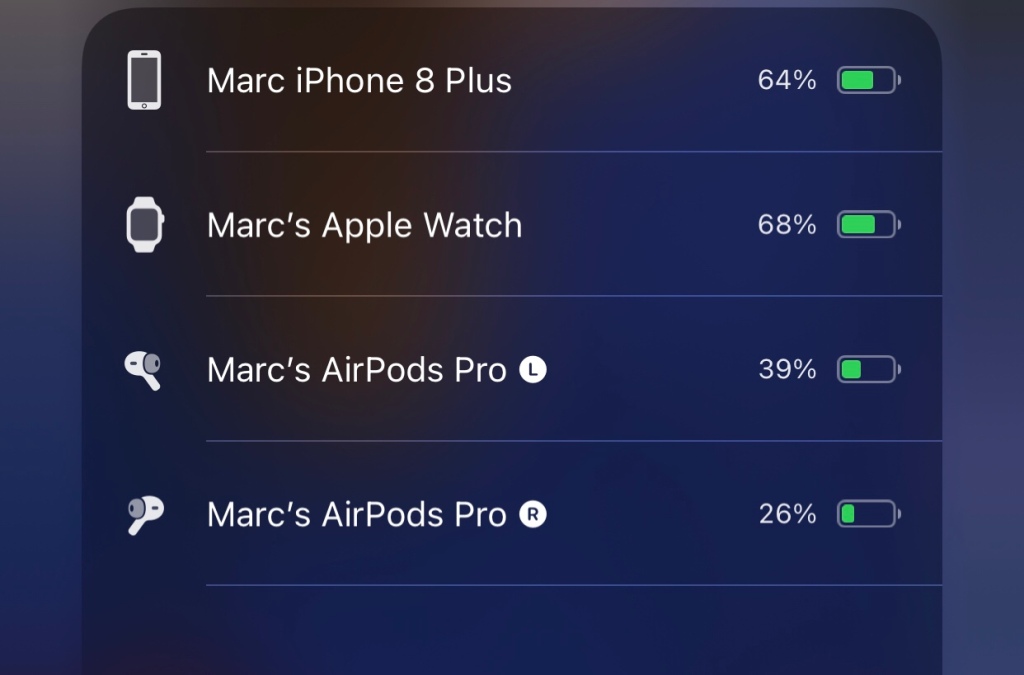 Marc iPhone 8 Plus 64%
Marc’s Apple Watch 68%
Marc’s AirPods Pro L 39%
Marc’s AirPods Pro R 26%